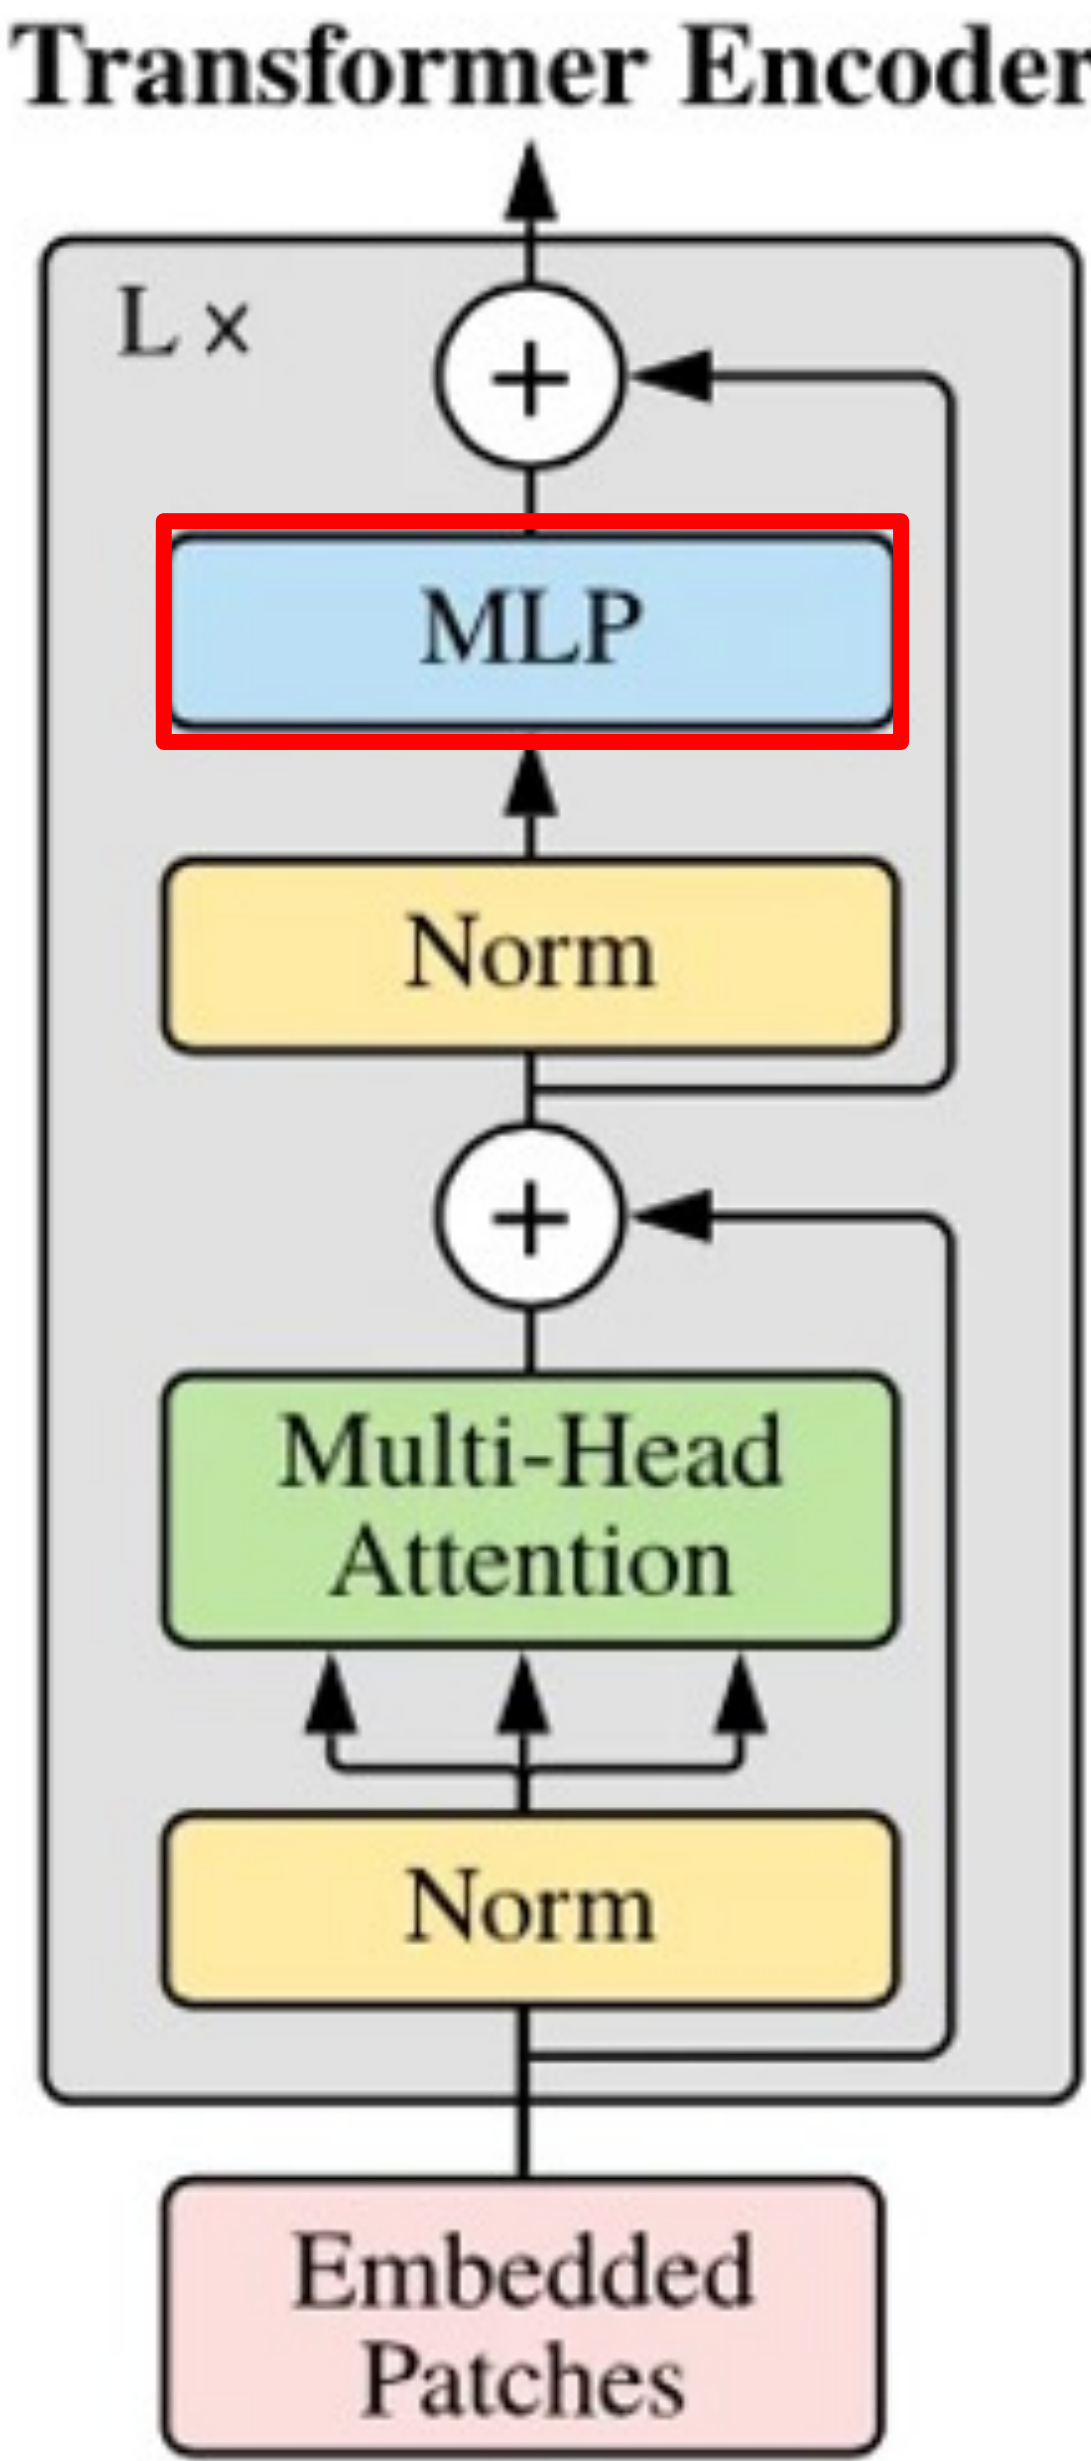 Transformer Encoder
L ×
+
MLP
Norm
+
Multi-Head
Attention
Norm
Embedded
Patches